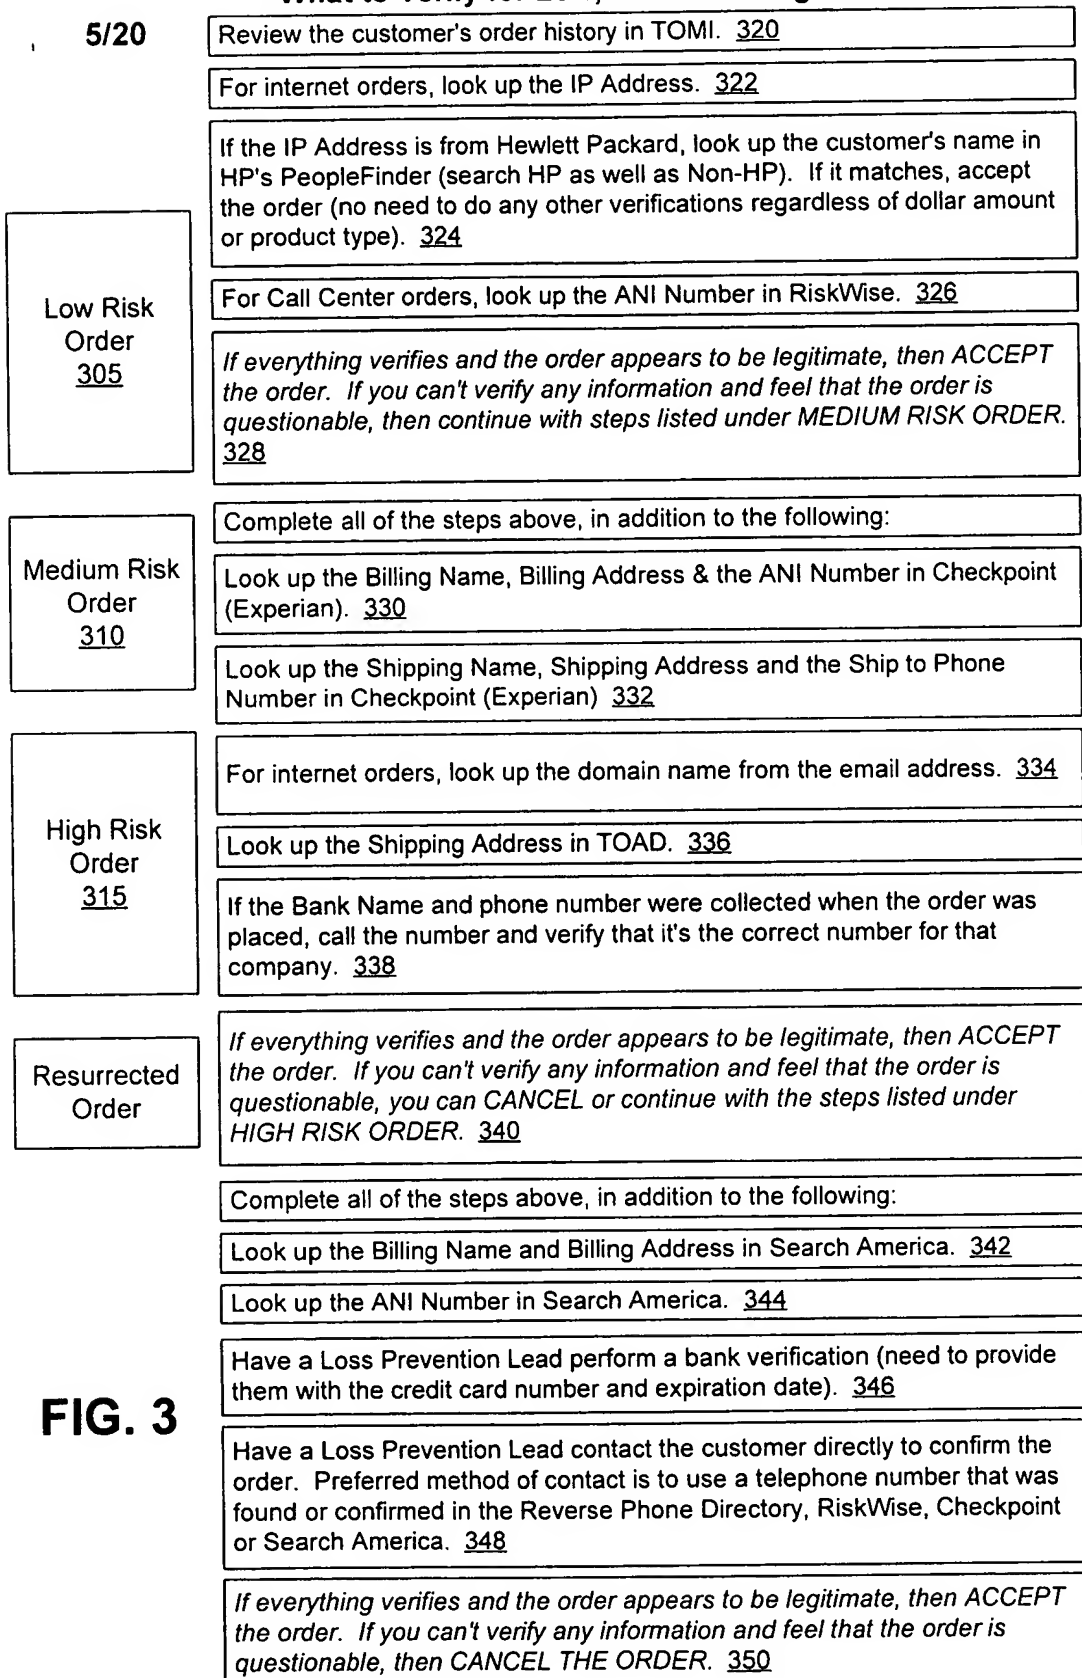 5/20
Review the customer's order history in TOMI. 320
For internet orders, look up the IP Address. 322
If the IP Address is from Hewlett Packard, look up the customer's name in
HP's PeopleFinder (search HP as well as Non-HP). If it matches, accept
the order (no need to do any other verifications regardless of dollar amount
or product type). 324
Low Risk
Order
305
For Call Center orders, look up the ANI Number in RiskWise. 326
If everything verifies and the order appears to be legitimate, then ACCEPT
the order. If you can't verify any information and feel that the order is
questionable, then continue with steps listed under MEDIUM RISK ORDER.
328
Medium Risk
Order
310
Complete all of the steps above, in addition to the following:
Look up the Billing Name, Billing Address & the ANI Number in Checkpoint
(Experian). 330
Look up the Shipping Name, Shipping Address and the Ship to Phone
Number in Checkpoint (Experian) 332
High Risk
Order
315
For internet orders, look up the domain name from the email address. 334
Look up the Shipping Address in TOAD. 336
If the Bank Name and phone number were collected when the order was
placed, call the number and verify that it's the correct number for that
company. 338
Resurrected
Order
If everything verifies and the order appears to be legitimate, then ACCEPT
the order. If you can't verify any information and feel that the order is
questionable, you can CANCEL or continue with the steps listed under
HIGH RISK ORDER. 340
Complete all of the steps above, in addition to the following:
Look up the Billing Name and Billing Address in Search America. 342
Look up the ANI Number in Search America. 344
Have a Loss Prevention Lead perform a bank verification (need to provide
them with the credit card number and expiration date). 346
FIG. 3
Have a Loss Prevention Lead contact the customer directly to confirm the
order. Preferred method of contact is to use a telephone number that was
found or confirmed in the Reverse Phone Directory, RiskWise, Checkpoint
or Search America. 348
If everything verifies and the order appears to be legitimate, then ACCEPT
the order. If you can't verify any information and feel that the order is
questionable, then CANCEL THE ORDER. 350